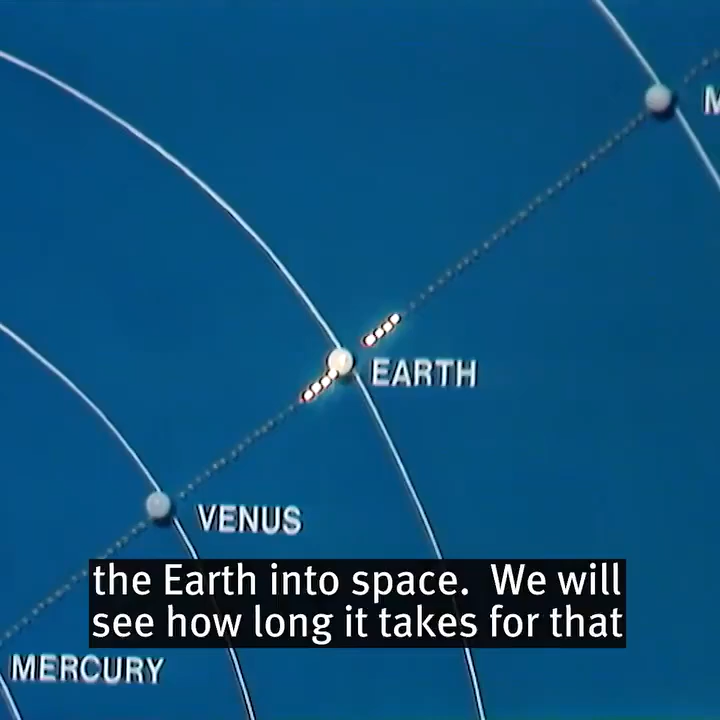 M
EARTH
VENUS
the Earth into space. We will
see how long it takes for that
MERCURY